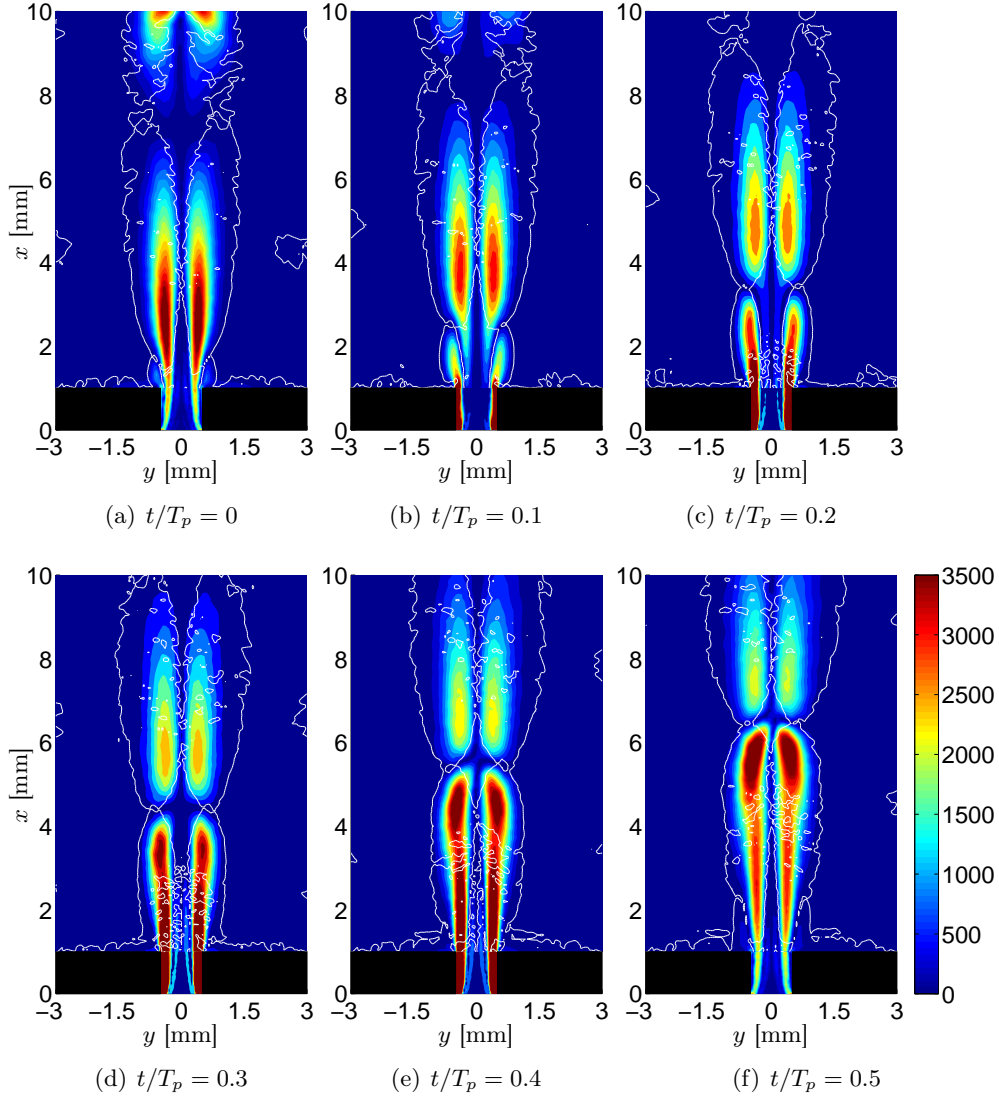 10
8
6
4
2
0
x [mm]
−3 −1.5 0 1.5 3
y [mm]
(a) t/Tp = 0
10
8
6
4
2
0
−3 −1.5 0 1.5 3
y [mm]
(b) t/Tp = 0.1
10
8
6
4
2
0
−3 −1.5 0 1.5 3
y [mm]
(c) t/Tp = 0.2
10
8
6
4
2
0
x [mm]
−3 −1.5 0 1.5 3
y [mm]
(d) t/Tp = 0.3
10
8
6
4
2
0
−3 −1.5 0 1.5 3
y [mm]
(e) t/Tp = 0.4
10
8
6
4
2
0
−3 −1.5 0 1.5 3
y [mm]
(f) t/Tp = 0.5
3500
3000
2500
2000
1500
1000
500
0